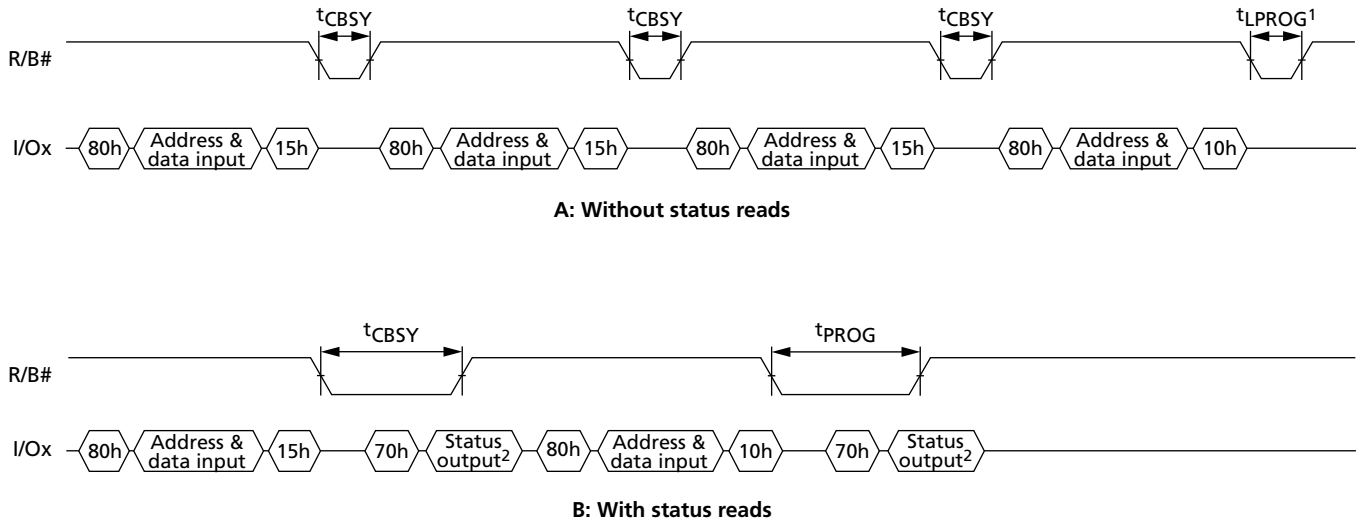 tCBSY tCBSY tCBSY tLPROG1
R/B#
I/Ox 80h Address & data input 15h 80h Address & data input 15h 80h Address & data input 15h 80h Address & data input 10h
A: Without status reads
tCBSY tPROG
R/B#
I/Ox 80h Address & data input 15h 70h Status output2 80h Address & data input 10h 70h Status output2
B: With status reads